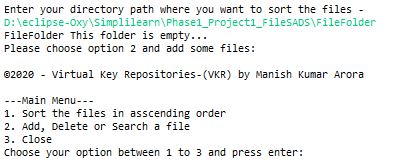 Enter your directory path where you want to sort the files -
D:\eclipse-Oxy\Simplilearn\Phase1_Project1_FileSADS\FileFolder
FileFolder This folder is empty...
Please choose option 2 and add some files:
©2020 - Virtual Key Repositories-(VKR) by Manish Kumar Arora
---Main Menu---
1. Sort the files in asscending order
2. Add, Delete or Search a file
3. Close
Choose your option between 1 to 3 and press enter: